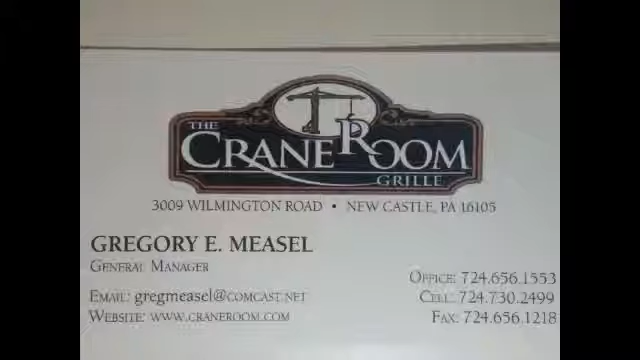 THE
CRANE ROOM
GRILLE
3009 WILMINGTON ROAD • NEW CASTLE, PA 16105
GREGORY E. MEASEL
GENERAL MANAGER
OFFICE: 724.656.1553
EMAIL: gregmeasel@COMCAST.NET
CELL: 724.730.2499
WEBSITE: WWW.CRANEROOM.COM
FAX: 724.656.1218